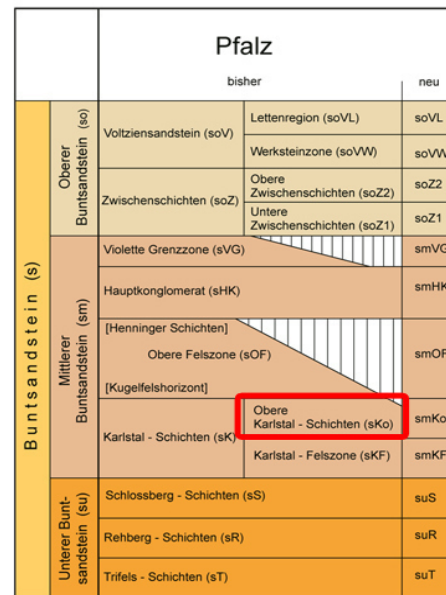 Pfalz
bisher
neu
Buntsandstein (s)
Oberer
Buntsandstein (so)
Voltziensandstein (soV)
Lettenregion (soVL)
soVL
Werksteinzone (soVW)
soVW
Zwischenschichten (soZ)
Obere
Zwischenschichten (soZ2)
soZ2
Untere
Zwischenschichten (soZ1)
soZ1
Mittlerer
Buntsandstein (sm)
Violette Grenzzone (sVG)
smVG
Hauptkonglomerat (sHK)
smHK
[Henninger Schichten]
Obere Felszone (sOF)
smOF
[Kugelfelshorizont]
Karlstal - Schichten (sK)
Obere
Karlstal - Schichten (sKo)
smKo
Karlstal - Felszone (sKF)
smKF
Unterer Bunt-
sandstein (su)
Schlossberg - Schichten (sS)
suS
Rehberg - Schichten (sR)
suR
Trifels - Schichten (sT)
suT